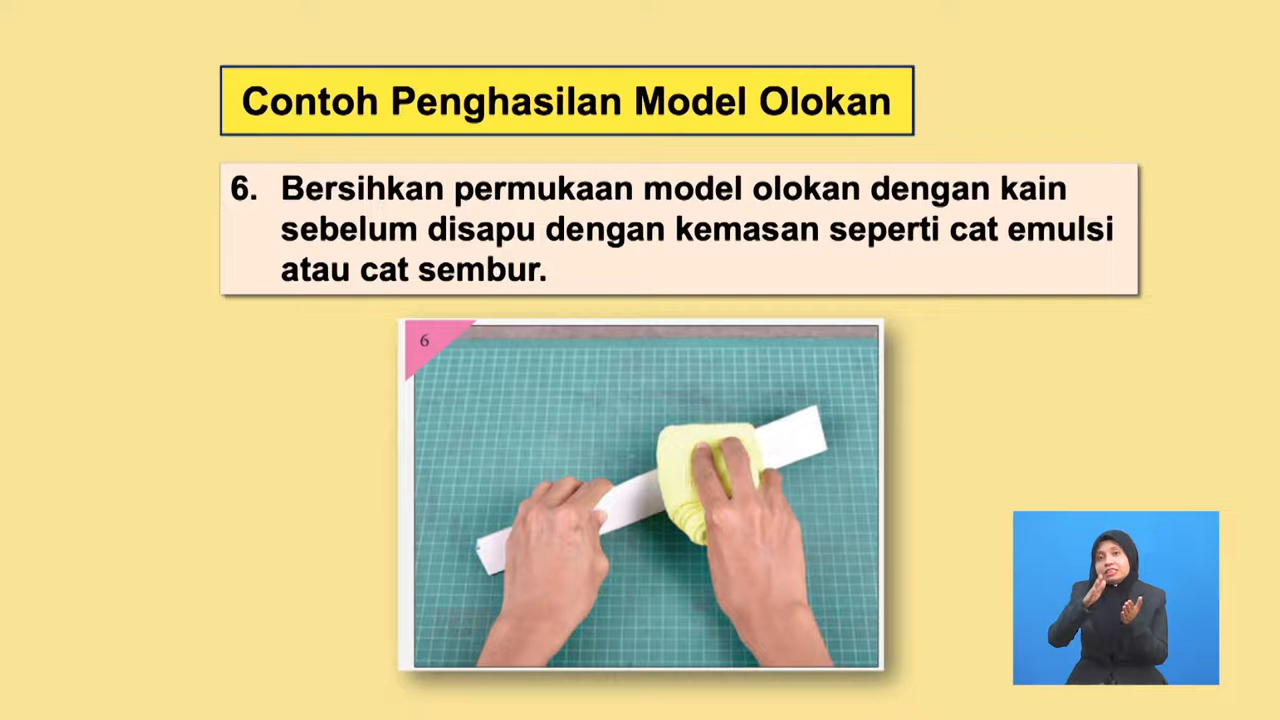 Contoh Penghasilan Model Olokan
6. Bersihkan permukaan model olokan dengan kain
sebelum disapu dengan kemasan seperti cat emulsi
atau cat sembur.
6